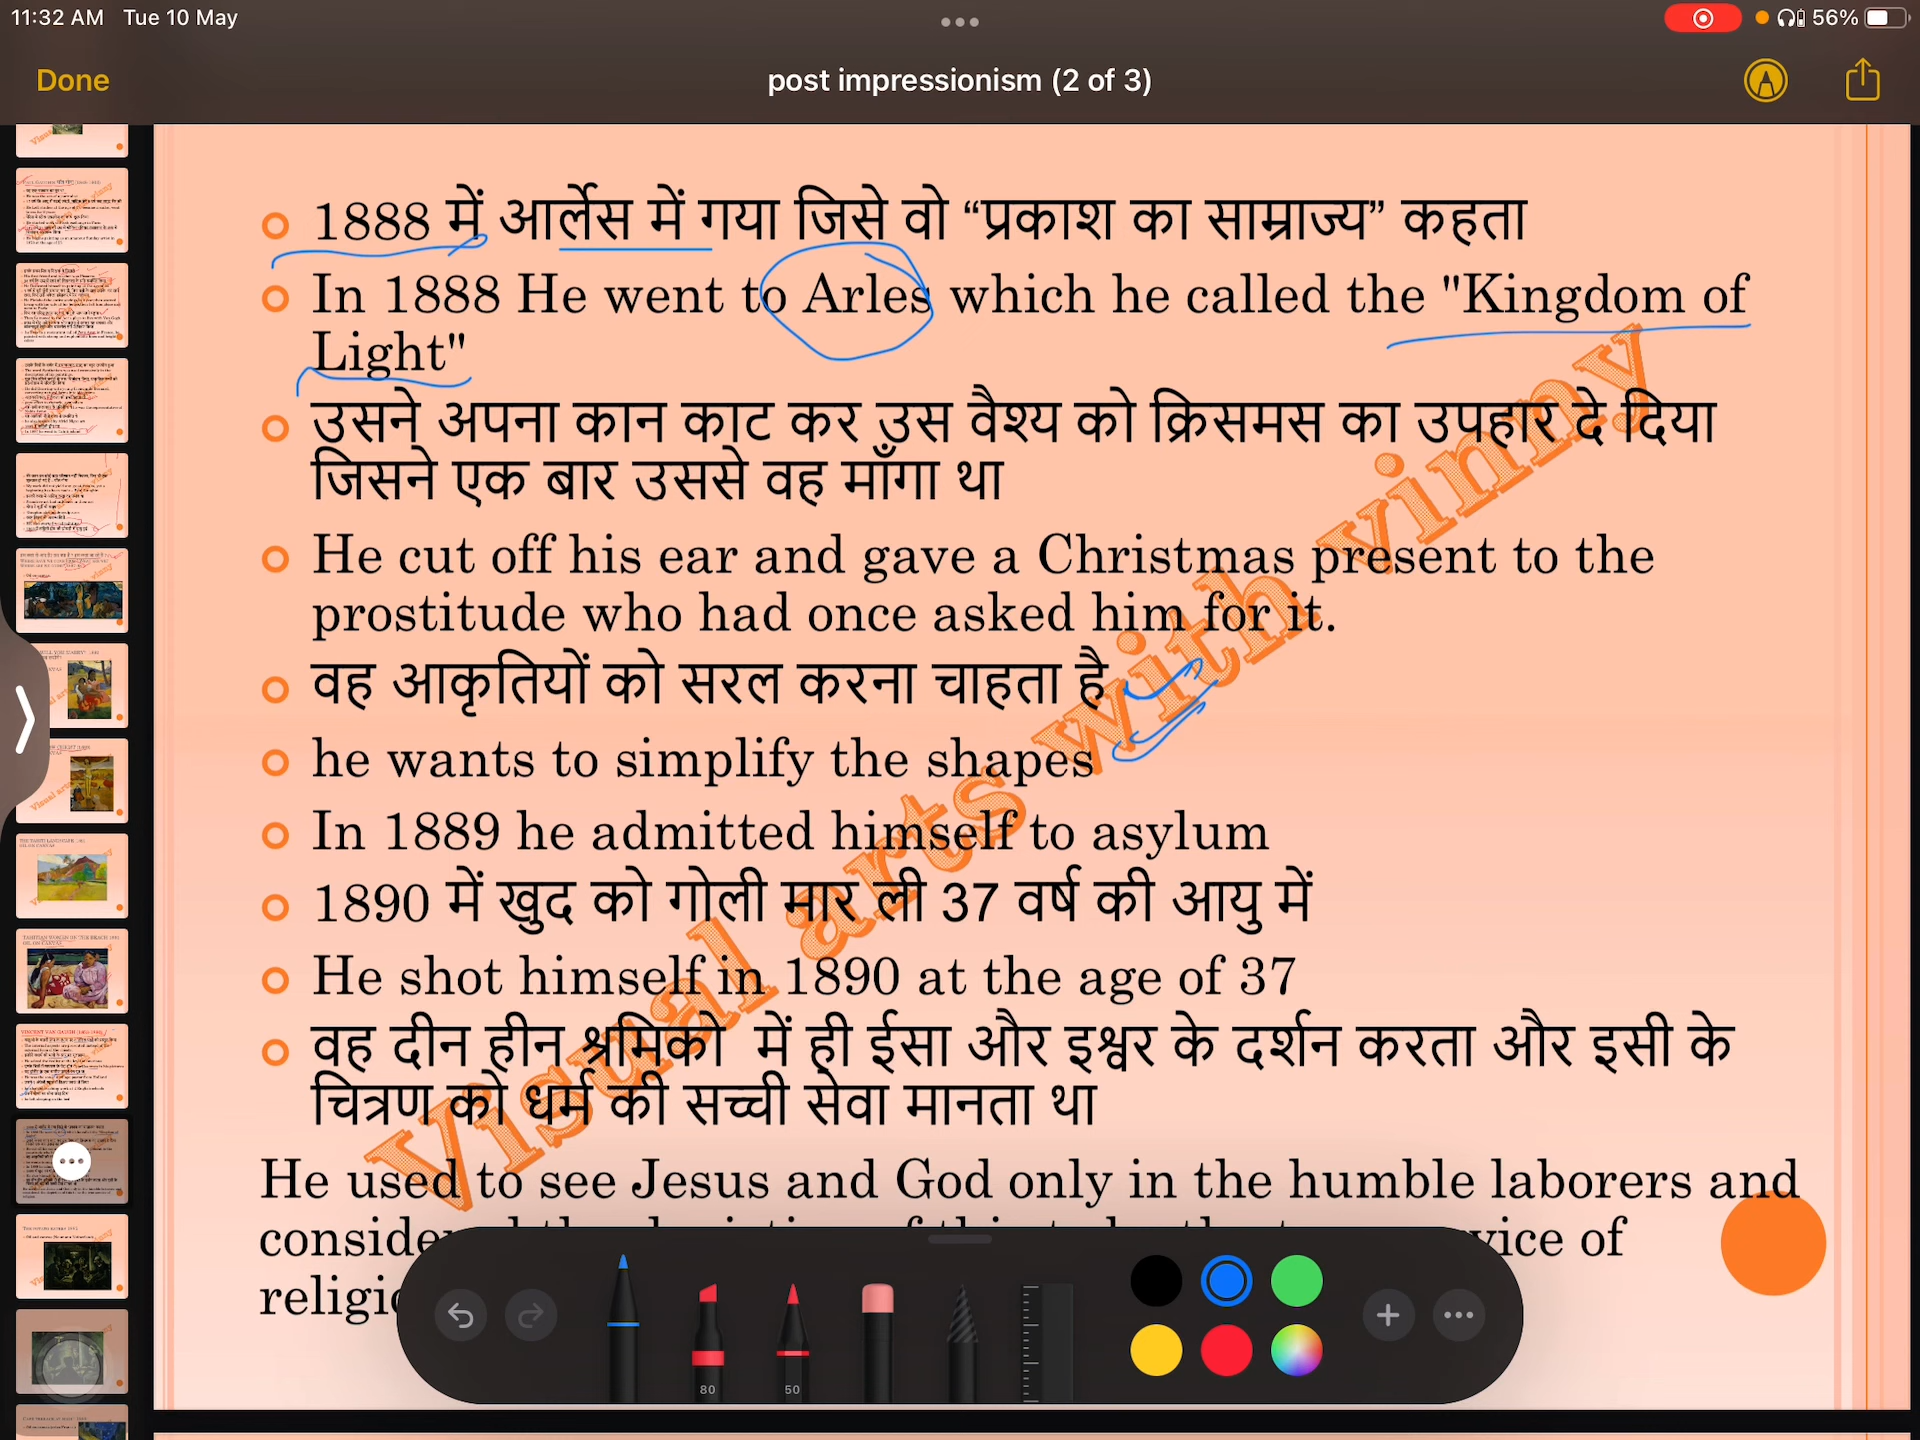 11:32 AM Tue 10 May
56%
Done
post impressionism (2 of 3)
1888 में आर्लेस में गया जिसे वो “प्रकाश का साम्राज्य” कहता
In 1888 He went to Arles which he called the "Kingdom of
Light"
उसने अपना कान काट कर उस वैश्य को क्रिसमस का उपहार दे दिया
जिसने एक बार उससे वह माँगा था
He cut off his ear and gave a Christmas present to the
prostitude who had once asked him for it.
वह आकृतियों को सरल करना चाहता है
he wants to simplify the shapes
In 1889 he admitted himself to asylum
1890 में खुद को गोली मार ली 37 वर्ष की आयु में
He shot himself in 1890 at the age of 37
वह दीन हीन श्रमिको में ही ईसा और इश्वर के दर्शन करता और इसी के
चित्रण को धर्म की सच्ची सेवा मानता था
He used to see Jesus and God only in the humble laborers and
of
Visual arts with vinny
80
50